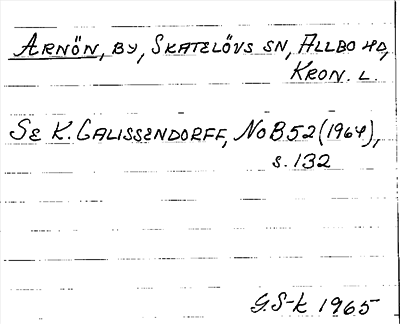 ARNÖN, BY, SKATELÖVS SN, ALLBO HD,
KRON. L.
SE K. CALISSENDORFF, NoB 52 (1964),
s. 132
G. S-k 1965